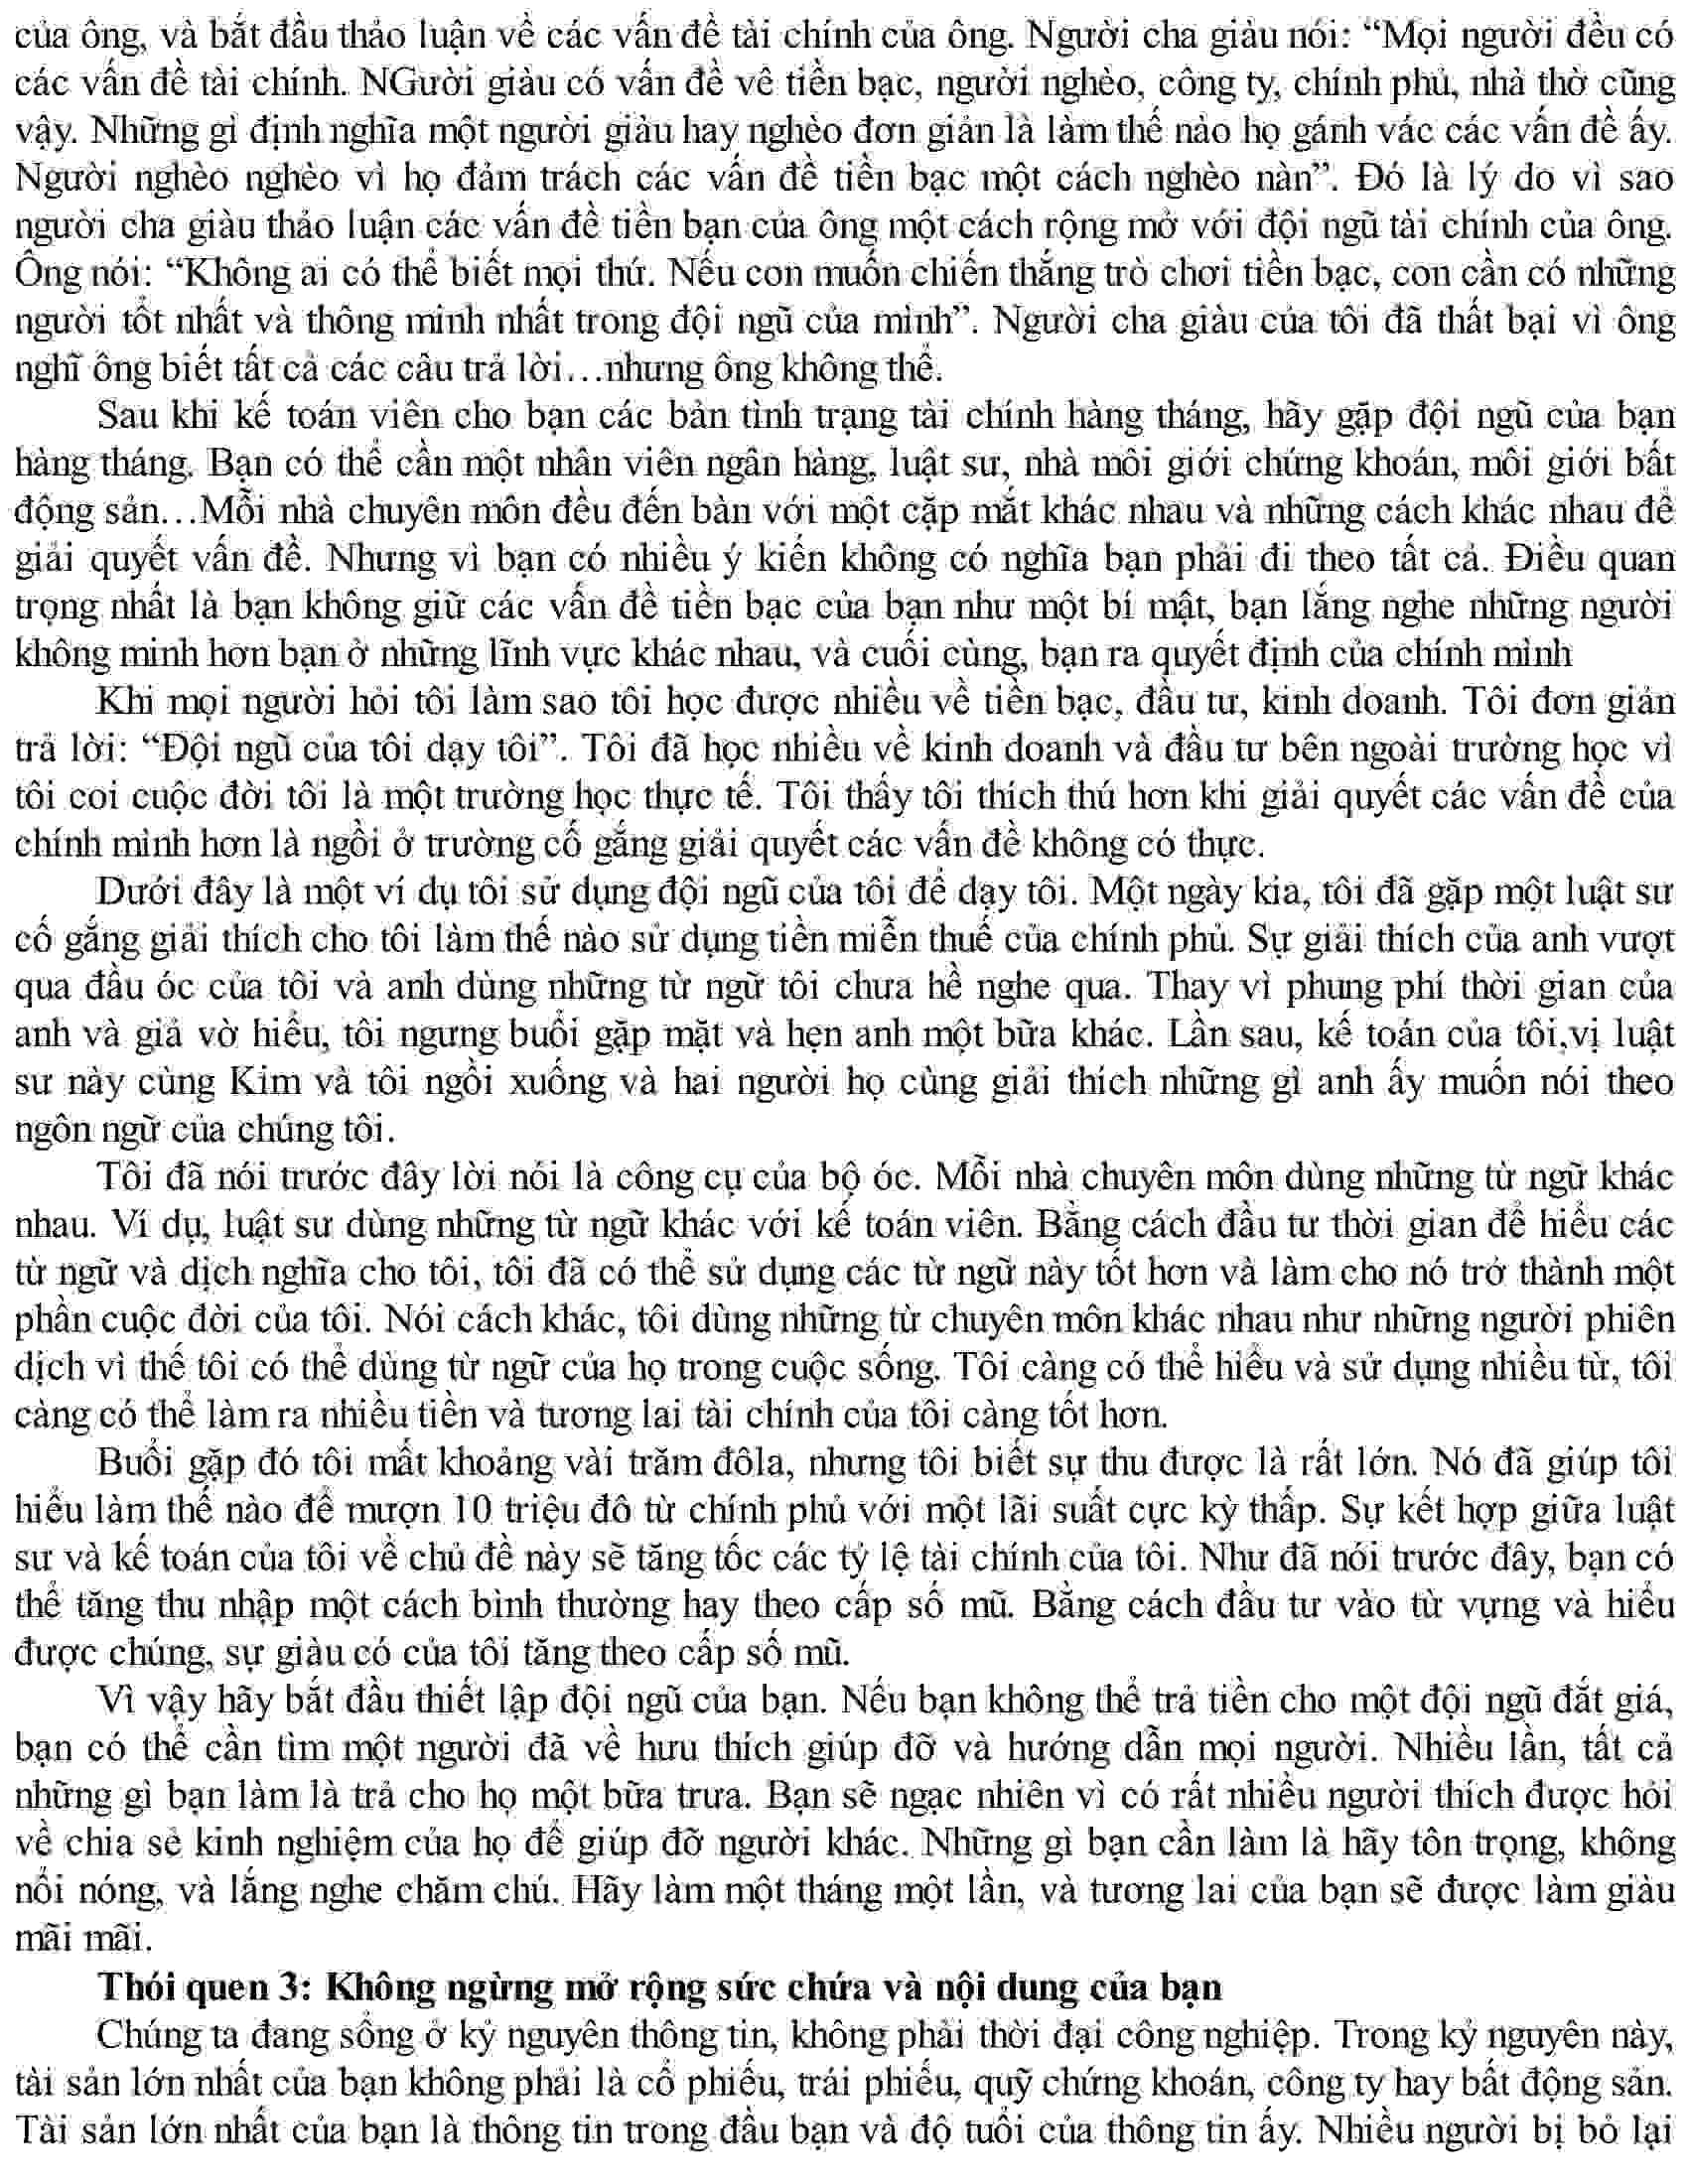 của ông, và bắt đầu thảo luận về các vấn đề tài chính của ông. Người cha giàu nói: “Mọi người đều có
các vấn đề tài chính. NGười giàu có vấn đề vê tiền bạc, người nghèo, công ty, chính phủ, nhà thờ cũng
vậy. Những gì định nghĩa một người giàu hay nghèo đơn giản là làm thế nào họ gánh vác các vấn đề ấy.
Người nghèo nghèo vì họ đảm trách các vấn đề tiền bạc một cách nghèo nàn”. Đó là lý do vì sao
người cha giàu thảo luận các vấn đề tiền bạn của ông một cách rộng mở với đội ngũ tài chính của ông.
Ông nói: “Không ai có thể biết mọi thứ. Nếu con muốn chiến thắng trò chơi tiền bạc, con cần có những
người tốt nhất và thông minh nhất trong đội ngũ của mình”. Người cha giàu của tôi đã thất bại vì ông
nghĩ ông biết tất cả các câu trả lời…nhưng ông không thể.
Sau khi kế toán viên cho bạn các bản tình trạng tài chính hàng tháng, hãy gặp đội ngũ của bạn
hàng tháng. Bạn có thể cần một nhân viên ngân hàng, luật sư, nhà môi giới chứng khoán, môi giới bất
động sản…Mỗi nhà chuyên môn đều đến bàn với một cặp mắt khác nhau và những cách khác nhau để
giải quyết vấn đề. Nhưng vì bạn có nhiều ý kiến không có nghĩa bạn phải đi theo tất cả. Điều quan
trọng nhất là bạn không giữ các vấn đề tiền bạc của bạn như một bí mật, bạn lắng nghe những người
không minh hơn bạn ở những lĩnh vực khác nhau, và cuối cùng, bạn ra quyết định của chính mình
Khi mọi người hỏi tôi làm sao tôi học được nhiều về tiền bạc, đầu tư, kinh doanh. Tôi đơn giản
trả lời: “Đội ngũ của tôi dạy tôi”. Tôi đã học nhiều về kinh doanh và đầu tư bên ngoài trường học vì
tôi coi cuộc đời tôi là một trường học thực tế. Tôi thấy tôi thích thú hơn khi giải quyết các vấn đề của
chính mình hơn là ngồi ở trường cố gắng giải quyết các vấn đề không có thực.
Dưới đây là một ví dụ tôi sử dụng đội ngũ của tôi để dạy tôi. Một ngày kia, tôi đã gặp một luật sư
cố gắng giải thích cho tôi làm thế nào sử dụng tiền miễn thuế của chính phủ. Sự giải thích của anh vượt
qua đầu óc của tôi và anh dùng những từ ngữ tôi chưa hề nghe qua. Thay vì phung phí thời gian của
anh và giả vờ hiểu, tôi ngưng buổi gặp mặt và hẹn anh một bữa khác. Lần sau, kế toán của tôi,vị luật
sư này cùng Kim và tôi ngồi xuống và hai người họ cùng giải thích những gì anh ấy muốn nói theo
ngôn ngữ của chúng tôi.
Tôi đã nói trước đây lời nói là công cụ của bộ óc. Mỗi nhà chuyên môn dùng những từ ngữ khác
nhau. Ví dụ, luật sư dùng những từ ngữ khác với kế toán viên. Bằng cách đầu tư thời gian để hiểu các
từ ngữ và dịch nghĩa cho tôi, tôi đã có thể sử dụng các từ ngữ này tốt hơn và làm cho nó trở thành một
phần cuộc đời của tôi. Nói cách khác, tôi dùng những từ chuyên môn khác nhau như những người phiên
dịch vì thế tôi có thể dùng từ ngữ của họ trong cuộc sống. Tôi càng có thể hiểu và sử dụng nhiều từ, tôi
càng có thể làm ra nhiều tiền và tương lai tài chính của tôi càng tốt hơn.
Buổi gặp đó tôi mất khoảng vài trăm đôla, nhưng tôi biết sự thu được là rất lớn. Nó đã giúp tôi
hiểu làm thế nào để mượn 10 triệu đô từ chính phủ với một lãi suất cực kỳ thấp. Sự kết hợp giữa luật
sư và kế toán của tôi về chủ đề này sẽ tăng tốc các tỷ lệ tài chính của tôi. Như đã nói trước đây, bạn có
thể tăng thu nhập một cách bình thường hay theo cấp số mũ. Bằng cách đầu tư vào từ vựng và hiểu
được chúng, sự giàu có của tôi tăng theo cấp số mũ.
Vì vậy hãy bắt đầu thiết lập đội ngũ của bạn. Nếu bạn không thể trả tiền cho một đội ngũ đắt giá,
bạn có thể cần tìm một người đã về hưu thích giúp đỡ và hướng dẫn mọi người. Nhiều lần, tất cả
những gì bạn làm là trả cho họ một bữa trưa. Bạn sẽ ngạc nhiên vì có rất nhiều người thích được hỏi
về chia sẻ kinh nghiệm của họ để giúp đỡ người khác. Những gì bạn cần làm là hãy tôn trọng, không
nổi nóng, và lắng nghe chăm chú. Hãy làm một tháng một lần, và tương lai của bạn sẽ được làm giàu
mãi mãi.
Thói quen 3: Không ngừng mở rộng sức chứa và nội dung của bạn
Chúng ta đang sống ở kỷ nguyên thông tin, không phải thời đại công nghiệp. Trong kỷ nguyên này,
tài sản lớn nhất của bạn không phải là cổ phiếu, trái phiếu, quỹ chứng khoán, công ty hay bất động sản.
Tài sản lớn nhất của bạn là thông tin trong đầu bạn và độ tuổi của thông tin ấy. Nhiều người bị bỏ lại